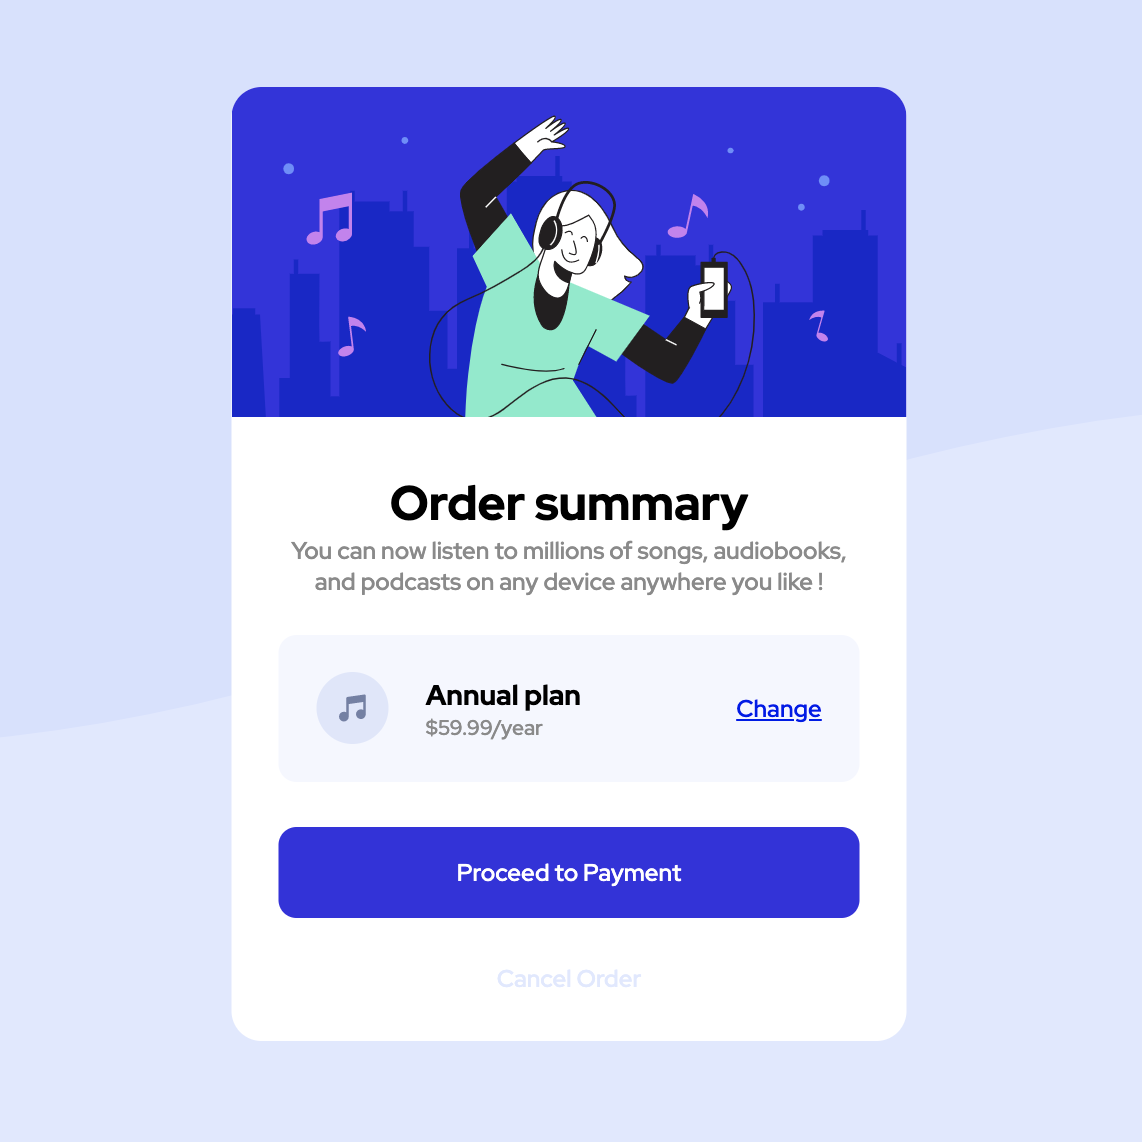 Order summary
You can now listen to millions of songs, audiobooks,
and podcasts on any device anywhere you like !
Annual plan
$59.99/year
Change
Proceed to Payment
Cancel Order